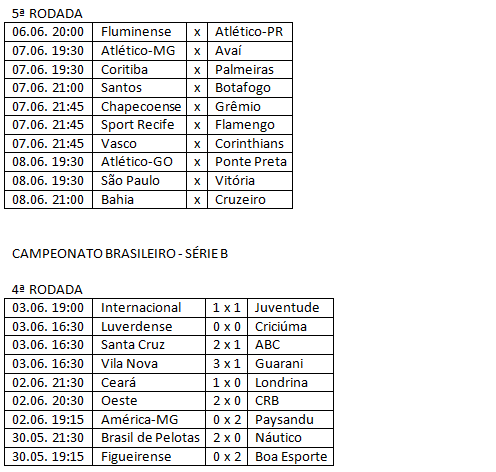 5ª RODADA
06.06. 20:00 Fluminense x Atlético-PR
07.06. 19:30 Atlético-MG x Avaí
07.06. 19:30 Coritiba x Palmeiras
07.06. 21:00 Santos x Botafogo
07.06. 21:45 Chapecoense x Grêmio
07.06. 21:45 Sport Recife x Flamengo
07.06. 21:45 Vasco x Corinthians
08.06. 19:30 Atlético-GO x Ponte Preta
08.06. 19:30 São Paulo x Vitória
08.06. 21:00 Bahia x Cruzeiro
CAMPEONATO BRASILEIRO - SÉRIE B
4ª RODADA
03.06. 19:00 Internacional 1 x 1 Juventude
03.06. 16:30 Luverdense 0 x 0 Criciúma
03.06. 16:30 Santa Cruz 2 x 1 ABC
03.06. 16:30 Vila Nova 3 x 1 Guarani
02.06. 21:30 Ceará 1 x 0 Londrina
02.06. 20:30 Oeste 2 x 0 CRB
02.06. 19:15 América-MG 0 x 2 Paysandu
30.05. 21:30 Brasil de Pelotas 2 x 0 Náutico
30.05. 19:15 Figueirense 0 x 2 Boa Esporte